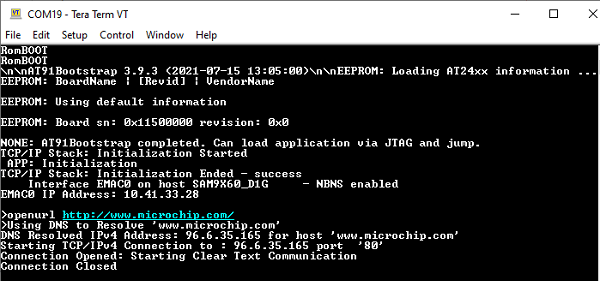 COM19 - Tera Term VT
File Edit Setup Control Window Help
RomBOOT
RomBOOT
\n\nAT91Bootstrap 3.9.3 (2021-07-15 13:05:00)\n\nEEPROM: Loading AT24xx information ...
EEPROM: BoardName | [Revid] | VendorName
EEPROM: Using default information
EEPROM: Board sn: 0x11500000 revision: 0x0
NONE: AT91Bootstrap completed. Can load application via JTAG and jump.
TCP/IP Stack: Initialization Started
APP: Initialization
TCP/IP Stack: Initialization Ended - success
Interface EMAC0 on host SAM9X60_D1G - NBNS enabled
EMAC0 IP Address: 10.41.33.28
>openurl http://www.microchip.com/
>Using DNS to Resolve 'www.microchip.com'
DNS Resolved IPv4 Address: 96.6.35.165 for host 'www.microchip.com'
Starting TCP/IPv4 Connection to : 96.6.35.165 port '80'
Connection Opened: Starting Clear Text Communication
Connection Closed